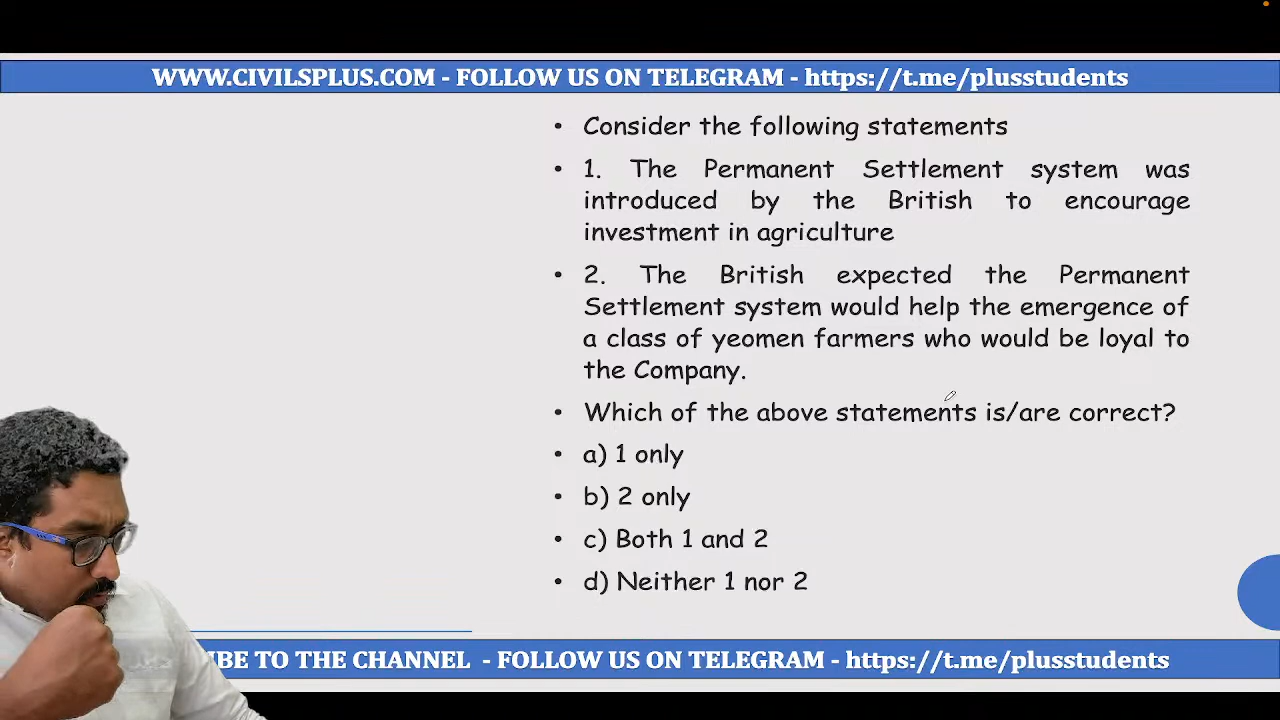 WWW.CIVILSPLUS.COM - FOLLOW US ON TELEGRAM - https://t.me/plusstudents
• Consider the following statements
• 1. The Permanent Settlement system was
introduced by the British to encourage
investment in agriculture
• 2. The British expected the Permanent
Settlement system would help the emergence of
a class of yeomen farmers who would be loyal to
the Company.
• Which of the above statements is/are correct?
• a) 1 only
• b) 2 only
• c) Both 1 and 2
• d) Neither 1 nor 2
TO THE CHANNEL - FOLLOW US ON TELEGRAM - https://t.me/plusstudents